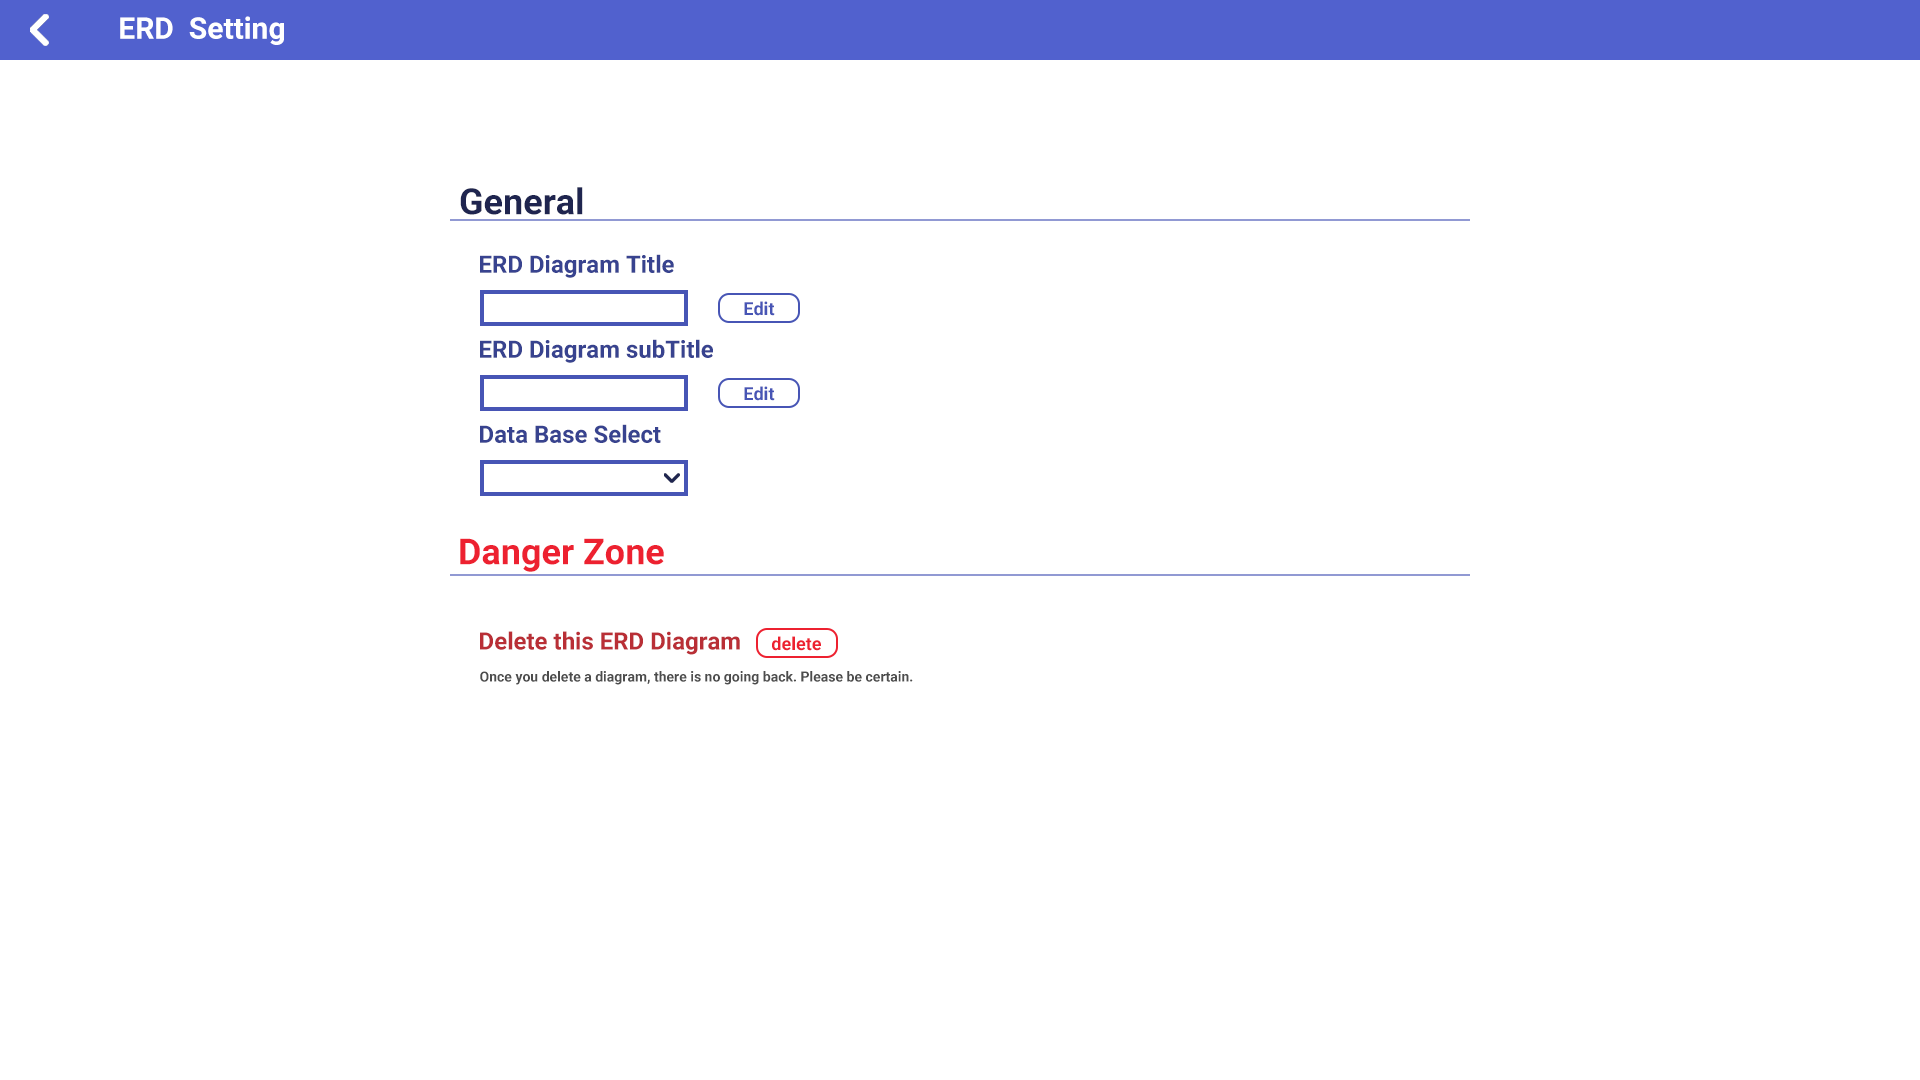 ERD Setting
General
ERD Diagram Title
Edit
ERD Diagram subTitle
Edit
Data Base Select
Danger Zone
Delete this ERD Diagram delete
Once you delete a diagram, there is no going back. Please be certain.